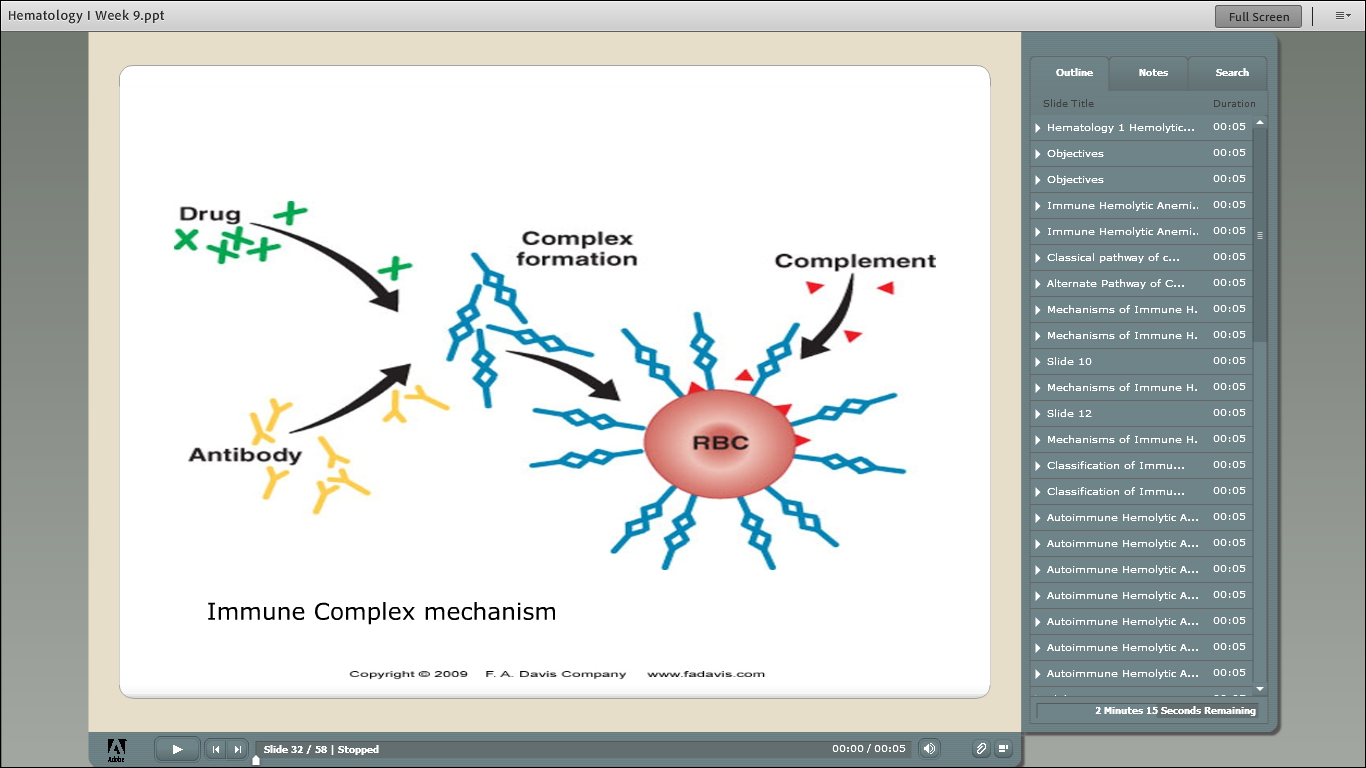 Hematology I Week 9.ppt
Full Screen
Drug
Complex
formation
Complement
RBC
Antibody
Immune Complex mechanism
Copyright © 2009 F. A. Davis Company www.fadavis.com
Outline Notes Search
Slide Title Duration
Hematology 1 Hemolytic... 00:05
Objectives 00:05
Objectives 00:05
Immune Hemolytic Anemi.. 00:05
Immune Hemolytic Anemi.. 00:05
Classical pathway of c... 00:05
Alternate Pathway of C... 00:05
Mechanisms of Immune H. 00:05
Mechanisms of Immune H. 00:05
Slide 10 00:05
Mechanisms of Immune H. 00:05
Slide 12 00:05
Mechanisms of Immune H. 00:05
Classification of Immu... 00:05
Classification of Immu... 00:05
Autoimmune Hemolytic A... 00:05
Autoimmune Hemolytic A... 00:05
Autoimmune Hemolytic A... 00:05
Autoimmune Hemolytic A... 00:05
Autoimmune Hemolytic A... 00:05
Autoimmune Hemolytic A... 00:05
Autoimmune Hemolytic A... 00:05
2 Minutes 15 Seconds Remaining
Adobe
Slide 32 / 58 | Stopped
00:00 / 00:05